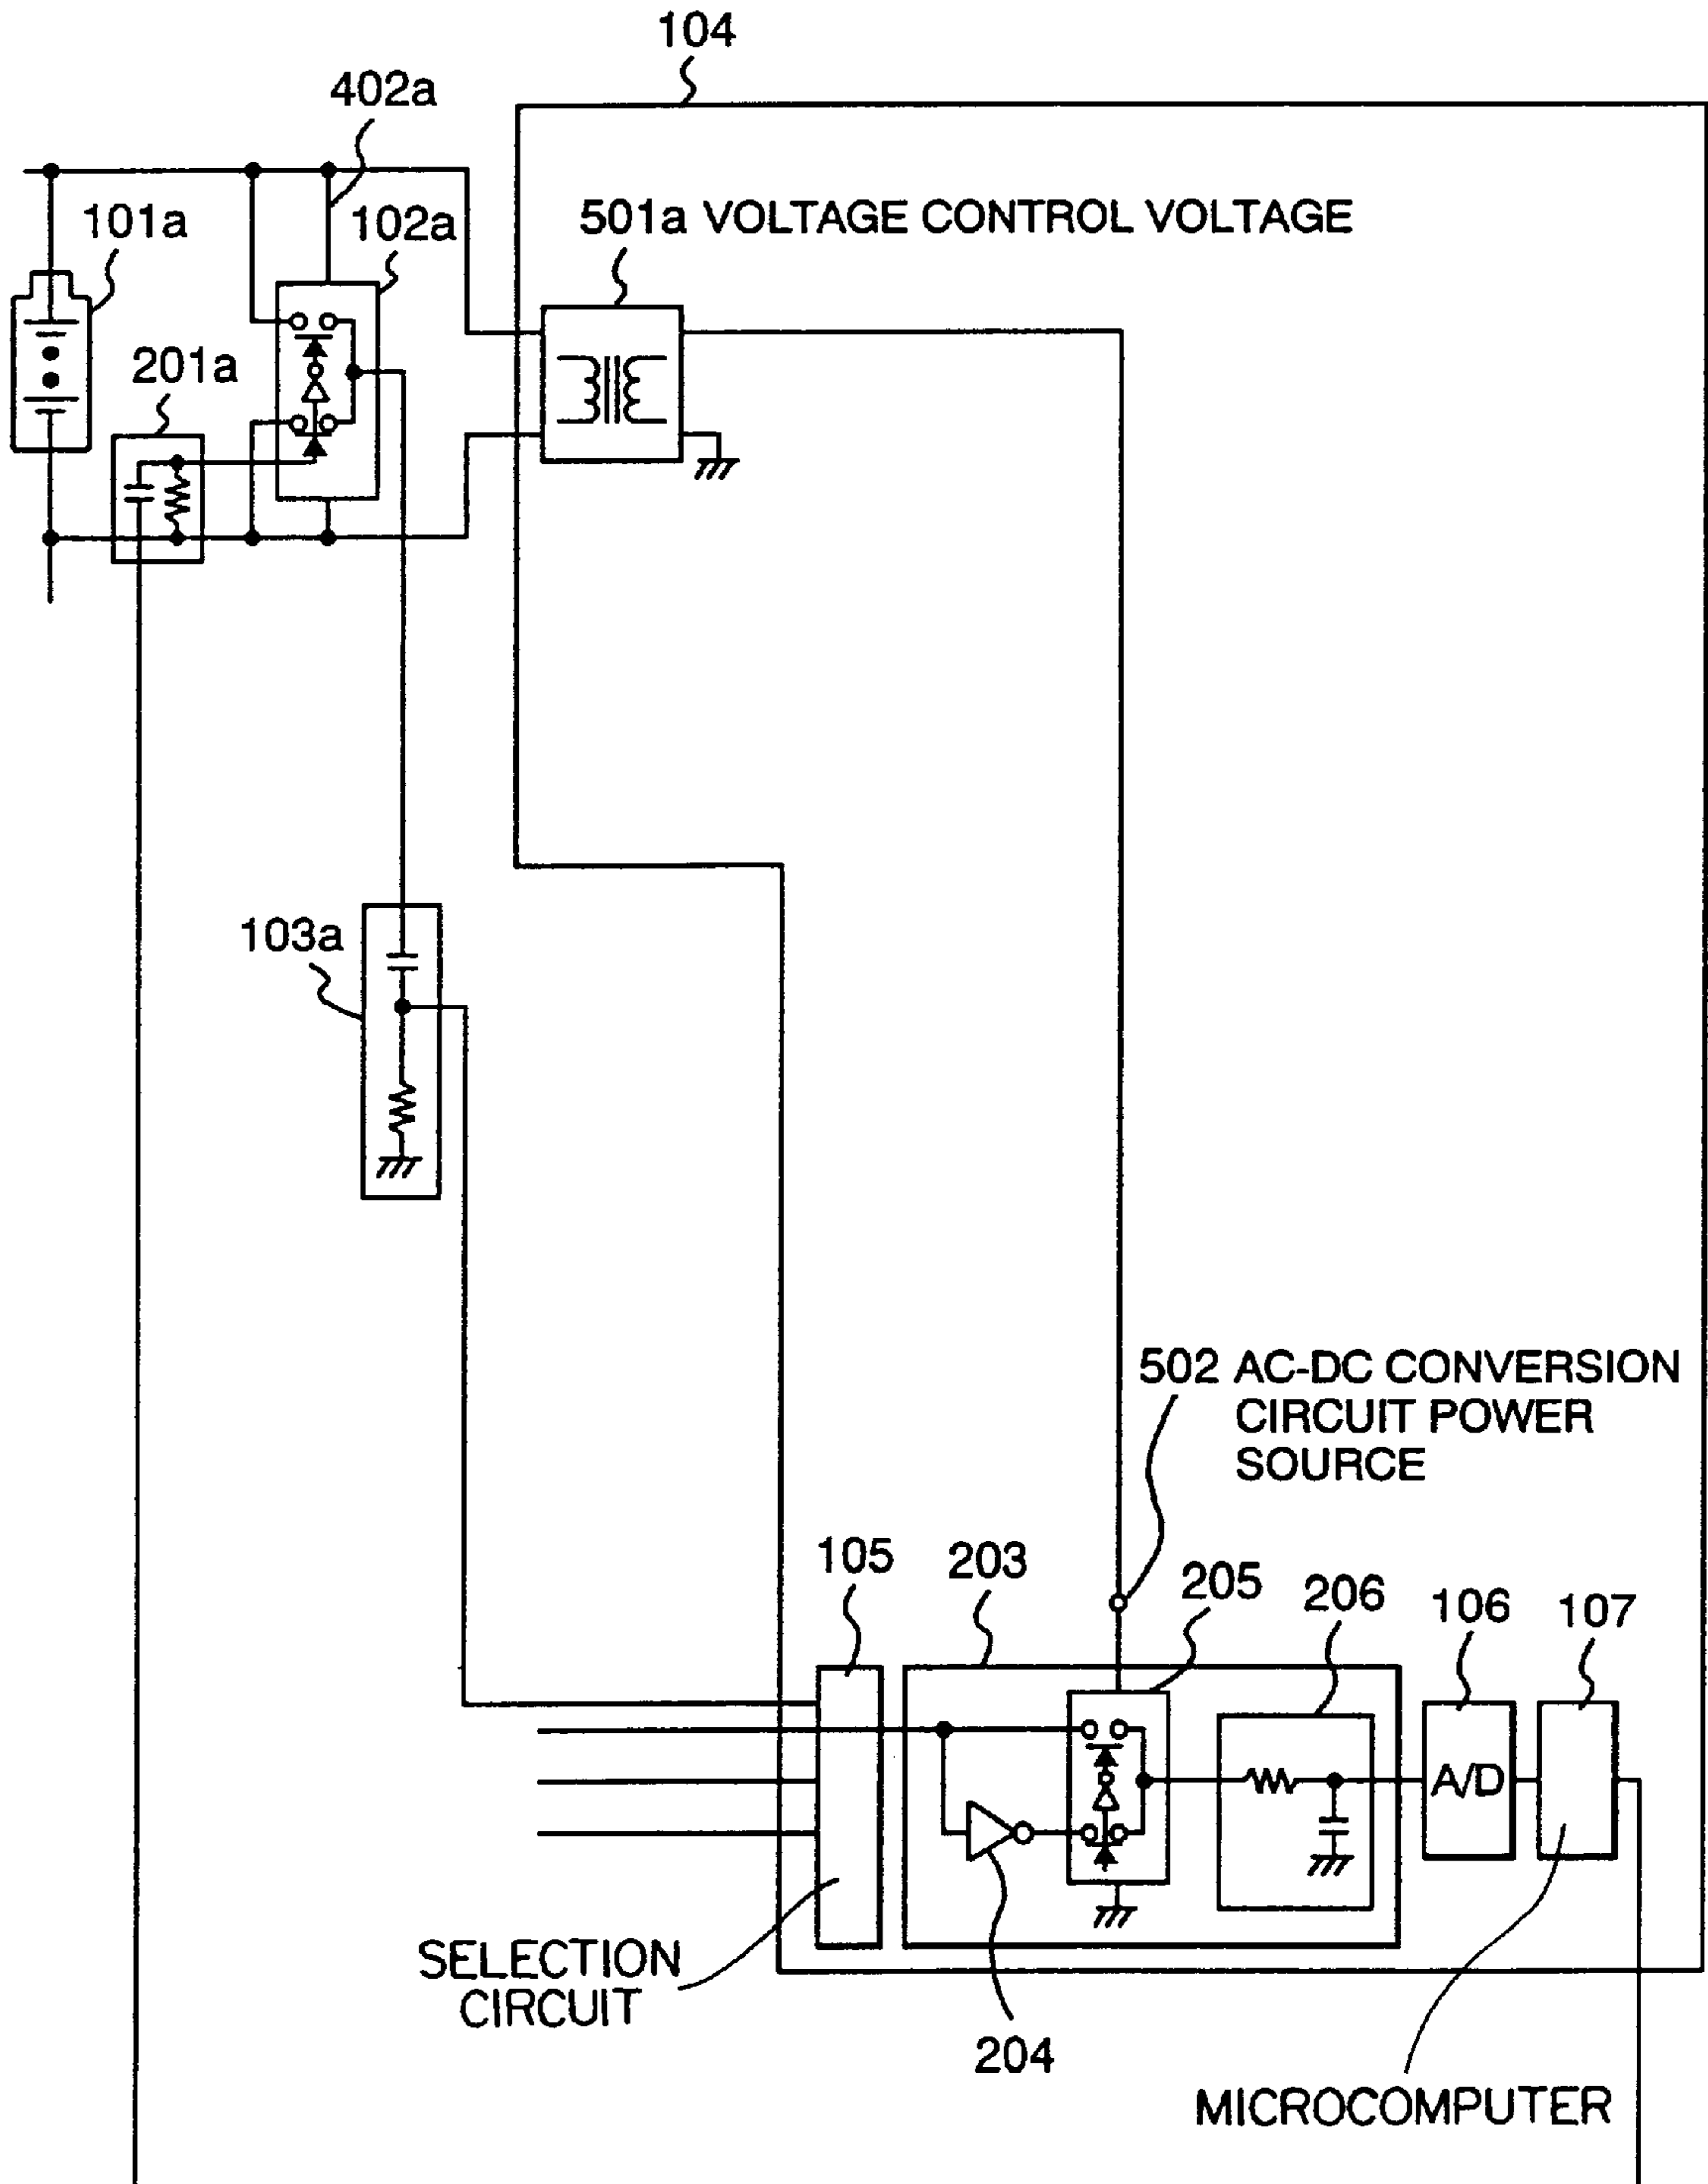 104
402a
101a
102a
501a VOLTAGE CONTROL VOLTAGE
201a
103a
502 AC-DC CONVERSION
CIRCUIT POWER
SOURCE
105
203
205
206
106
107
A/D
SELECTION
CIRCUIT
204
MICROCOMPUTER